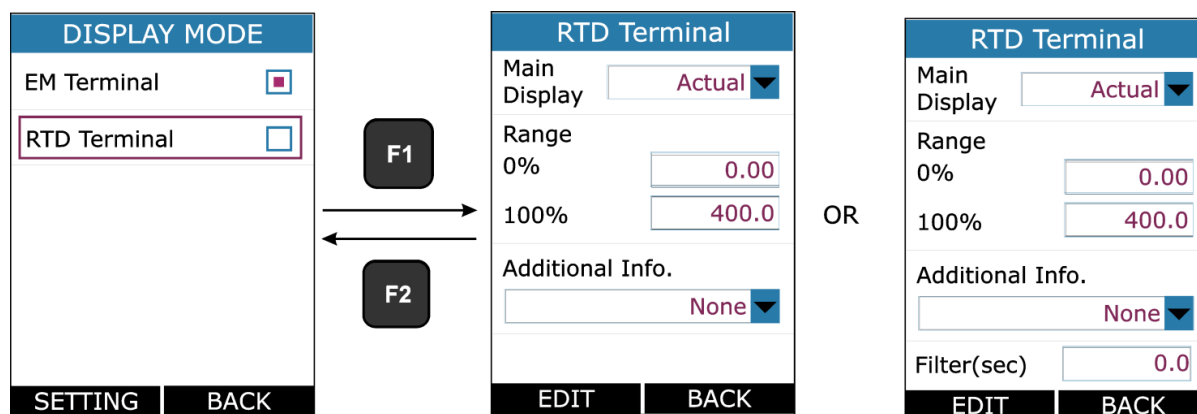 DISPLAY MODE
EM Terminal
RTD Terminal
SETTING BACK
F1
F2
RTD Terminal
Main
Display Actual
Range
0% 0.00
100% 400.0
Additional Info.
None
EDIT BACK
OR
RTD Terminal
Main
Display Actual
Range
0% 0.00
100% 400.0
Additional Info.
None
Filter(sec) 0.0
EDIT BACK